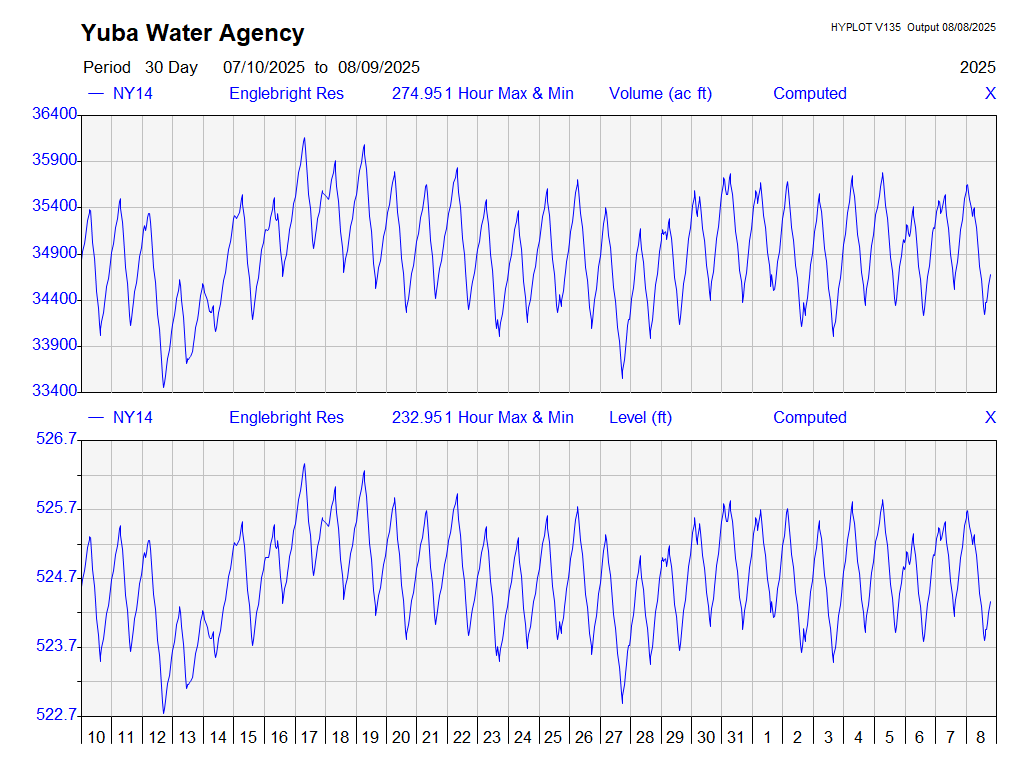 Yuba Water Agency
HYPLOT V135 Output 08/08/2025
Period 30 Day 07/10/2025 to 08/09/2025 2025
NY14 Englebright Res 274.951 Hour Max & Min Volume (ac ft) Computed X
36400
35900
35400
34900
34400
33900
33400
NY14 Englebright Res 232.951 Hour Max & Min Level (ft) Computed X
526.7
525.7
524.7
523.7
522.7
10 11 12 13 14 15 16 17 18 19 20 21 22 23 24 25 26 27 28 29 30 31 1 2 3 4 5 6 7 8